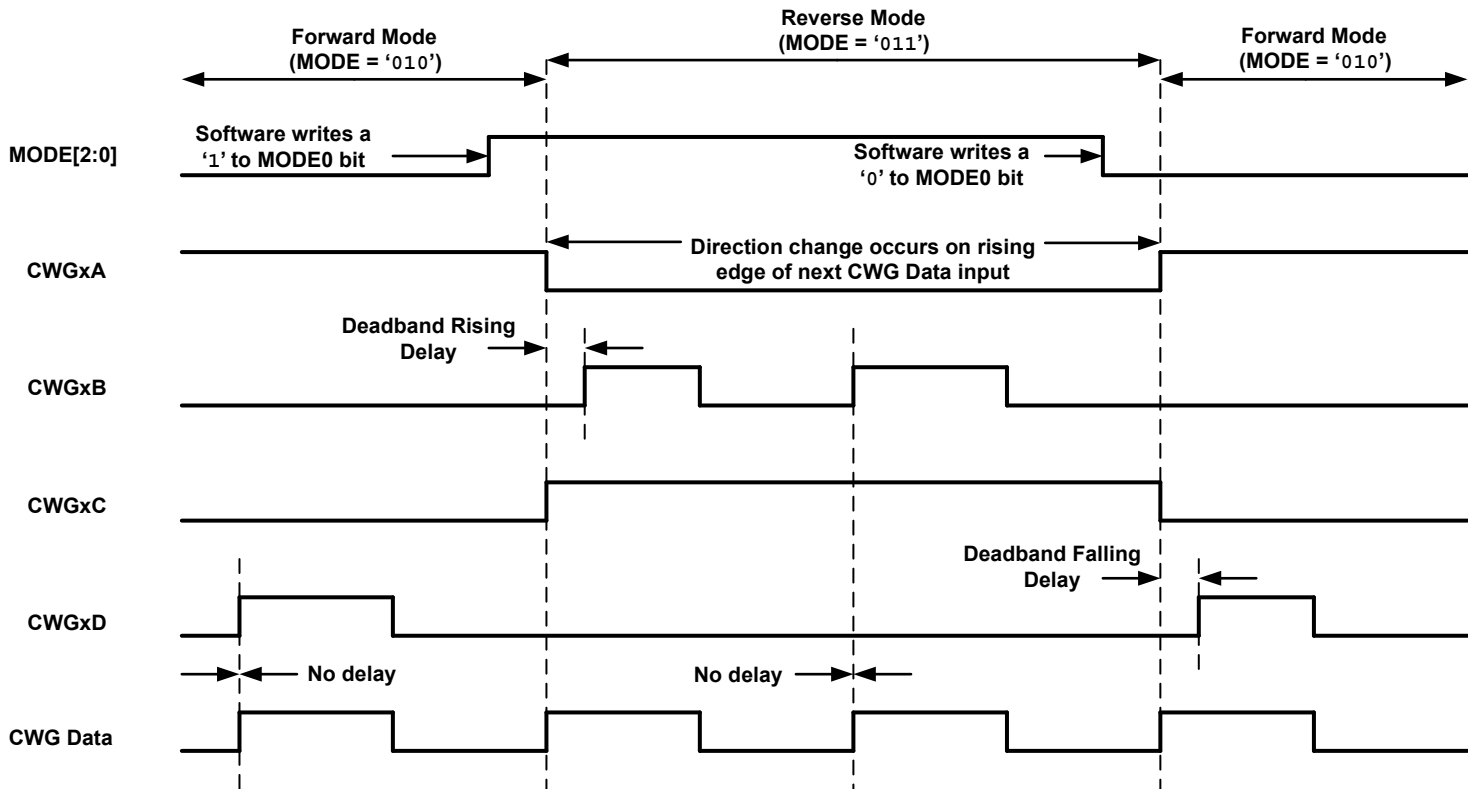 Forward Mode
(MODE = ‘010’)
Reverse Mode
(MODE = ‘011’)
Forward Mode
(MODE = ‘010’)
MODE[2:0]
Software writes a
‘1’ to MODE0 bit
Software writes a
‘0’ to MODE0 bit
CWGxA
Direction change occurs on rising
edge of next CWG Data input
Deadband Rising
Delay
CWGxB
CWGxC
Deadband Falling
Delay
CWGxD
No delay
No delay
CWG Data